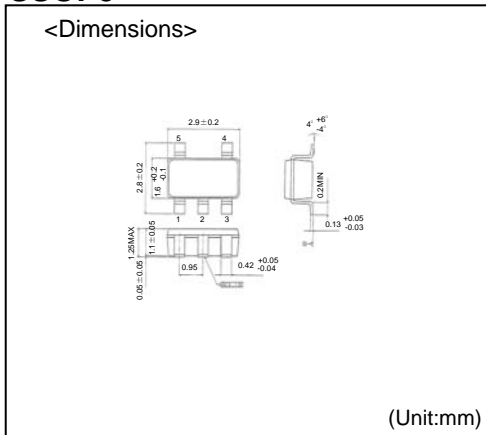 <Dimensions>
2.9±0.2
5 4
4° +6° -4°
2.8±0.2
1.6 +0.2 -0.1
0.2MIN
1 2 3
0.13 +0.05 -0.03
1.25MAX
1.1±0.05
0.05±0.05
0.95
0.42 +0.05 -0.04
(Unit:mm)